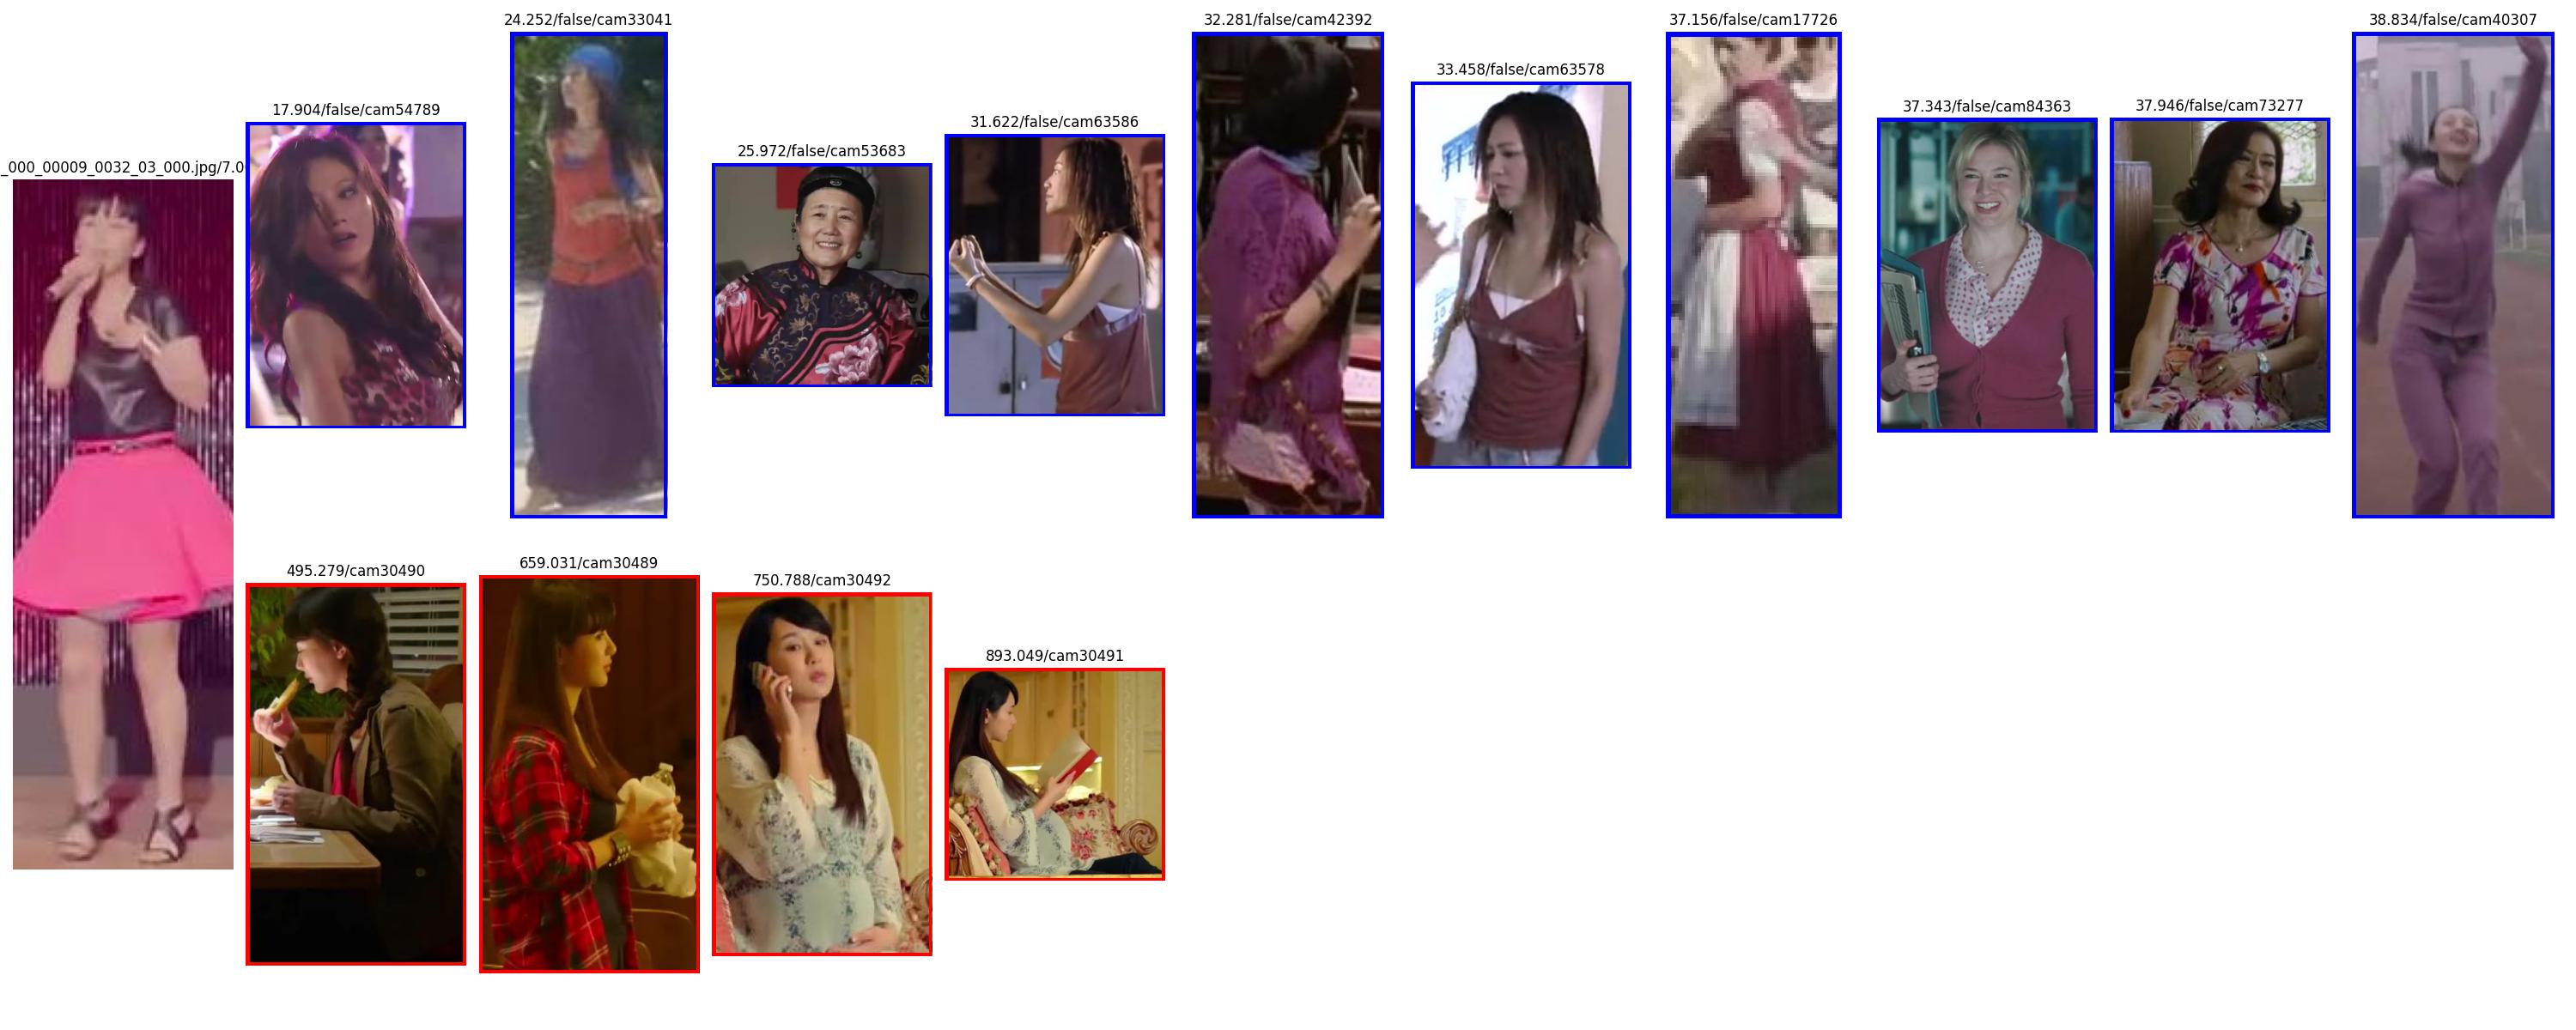 24.252/false/cam33041
32.281/false/cam42392
37.156/false/cam17726
38.834/false/cam40307
33.458/false/cam63578
17.904/false/cam54789
37.343/false/cam84363
37.946/false/cam73277
31.622/false/cam63586
25.972/false/cam53683
_000_00009_0032_03_000.jpg/7.0
495.279/cam30490
659.031/cam30489
750.788/cam30492
893.049/cam30491